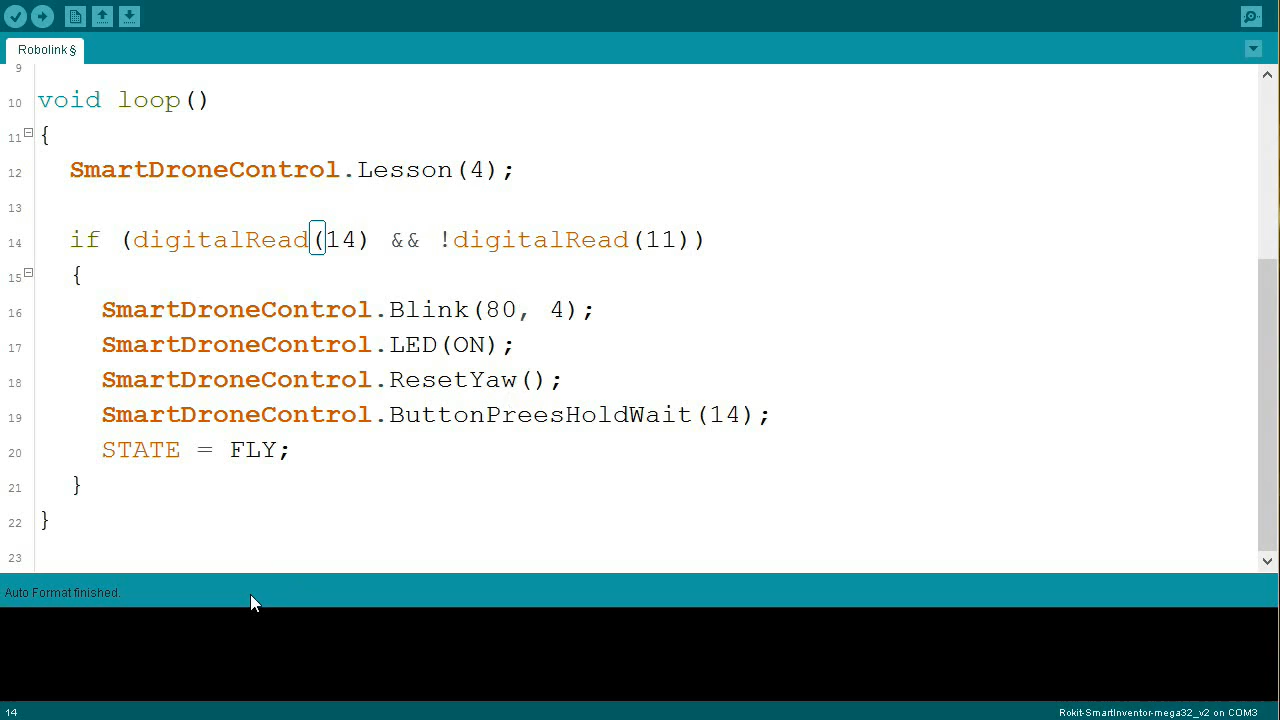 Robolink §
9
10 void loop()
11 {
12 SmartDroneControl.Lesson(4);
13
14 if (digitalRead(14) && !digitalRead(11))
15 {
16 SmartDroneControl.Blink(80, 4);
17 SmartDroneControl.LED(ON);
18 SmartDroneControl.ResetYaw();
19 SmartDroneControl.ButtonPreesHoldWait(14);
20 STATE = FLY;
21 }
22 }
23
Auto Format finished.
14 Rokit-SmartInventor-mega32_v2 on COM3